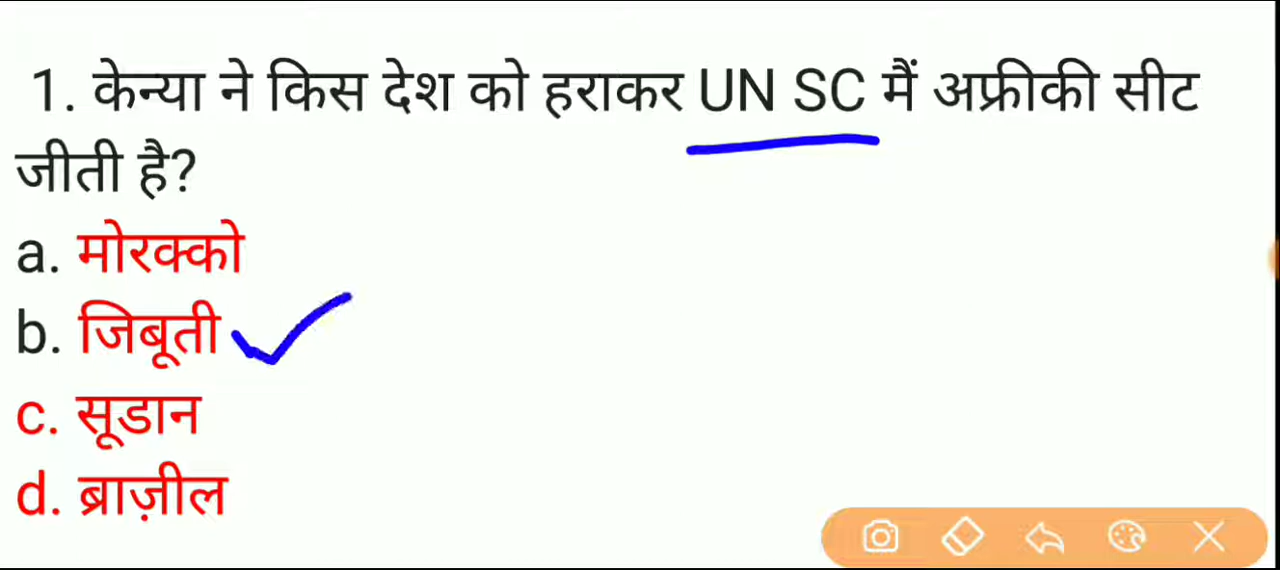 1. केन्या ने किस देश को हराकर UN SC मैं अफ्रीकी सीट
जीती है?
a. मोरक्को
b. जिबूती
c. सूडान
d. ब्राज़ील